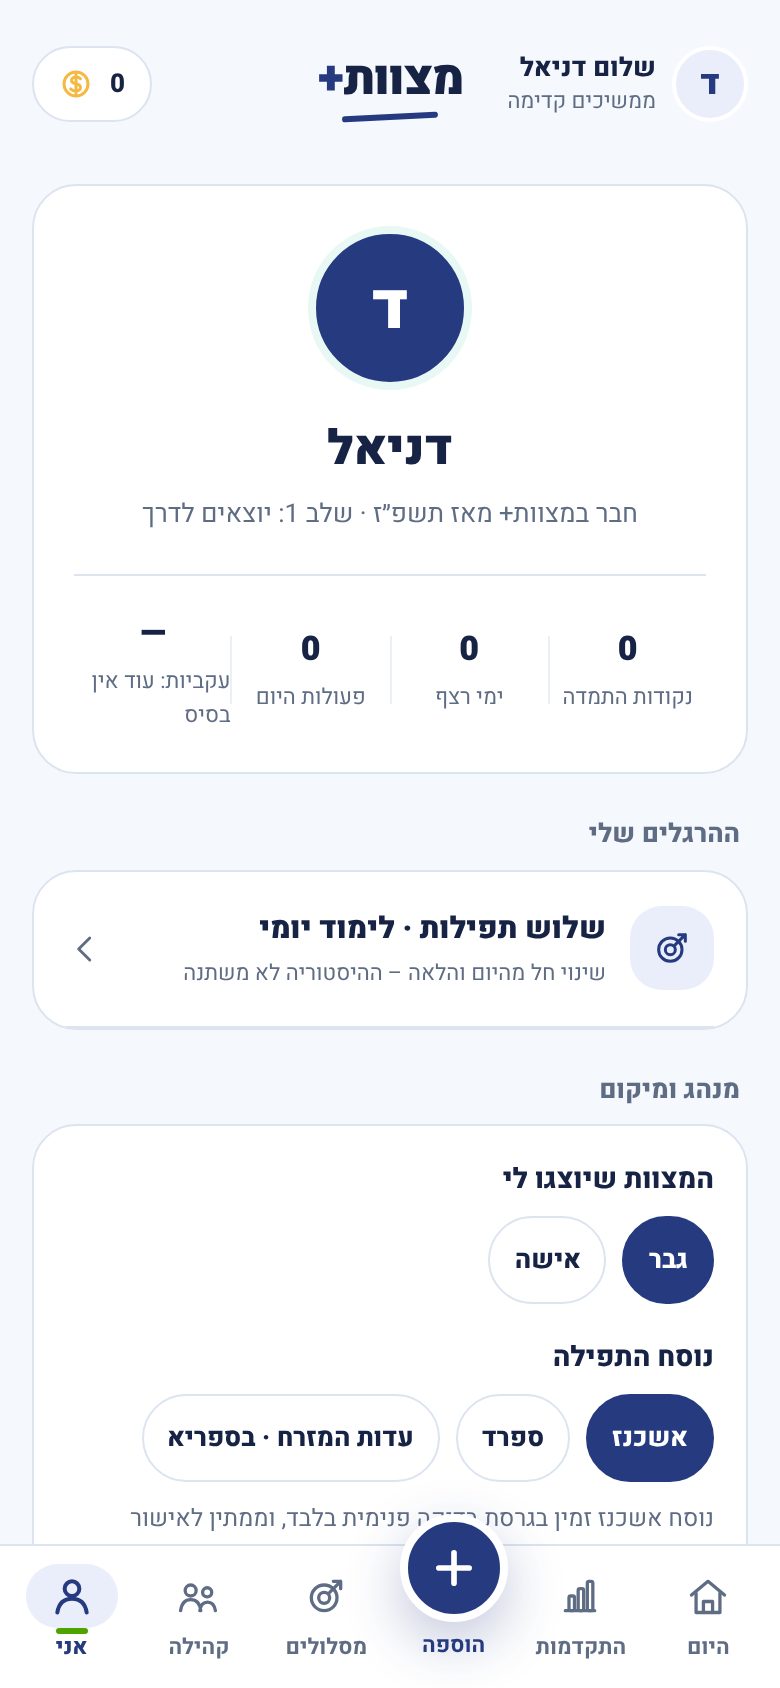 ד
שלום דניאל
ממשיכים קדימה
מצוות+
0
ד
דניאל
חבר במצוות+ מאז תשפ״ז · שלב 1: יוצאים לדרך
0
נקודות התמדה
0
ימי רצף
0
פעולות היום
–
עקביות: עוד אין
בסיס
ההרגלים שלי
שלוש תפילות · לימוד יומי
שינוי חל מהיום והלאה – ההיסטוריה לא משתנה
מנהג ומיקום
המצוות שיוצגו לי
גבר
אישה
נוסח התפילה
אשכנז
ספרד
עדות המזרח · בספריא
נוסח אשכנז זמין בגרסת בדיקה פנימית בלבד, וממתין לאישור
היום
התקדמות
הוספה
מסלולים
קהילה
אני